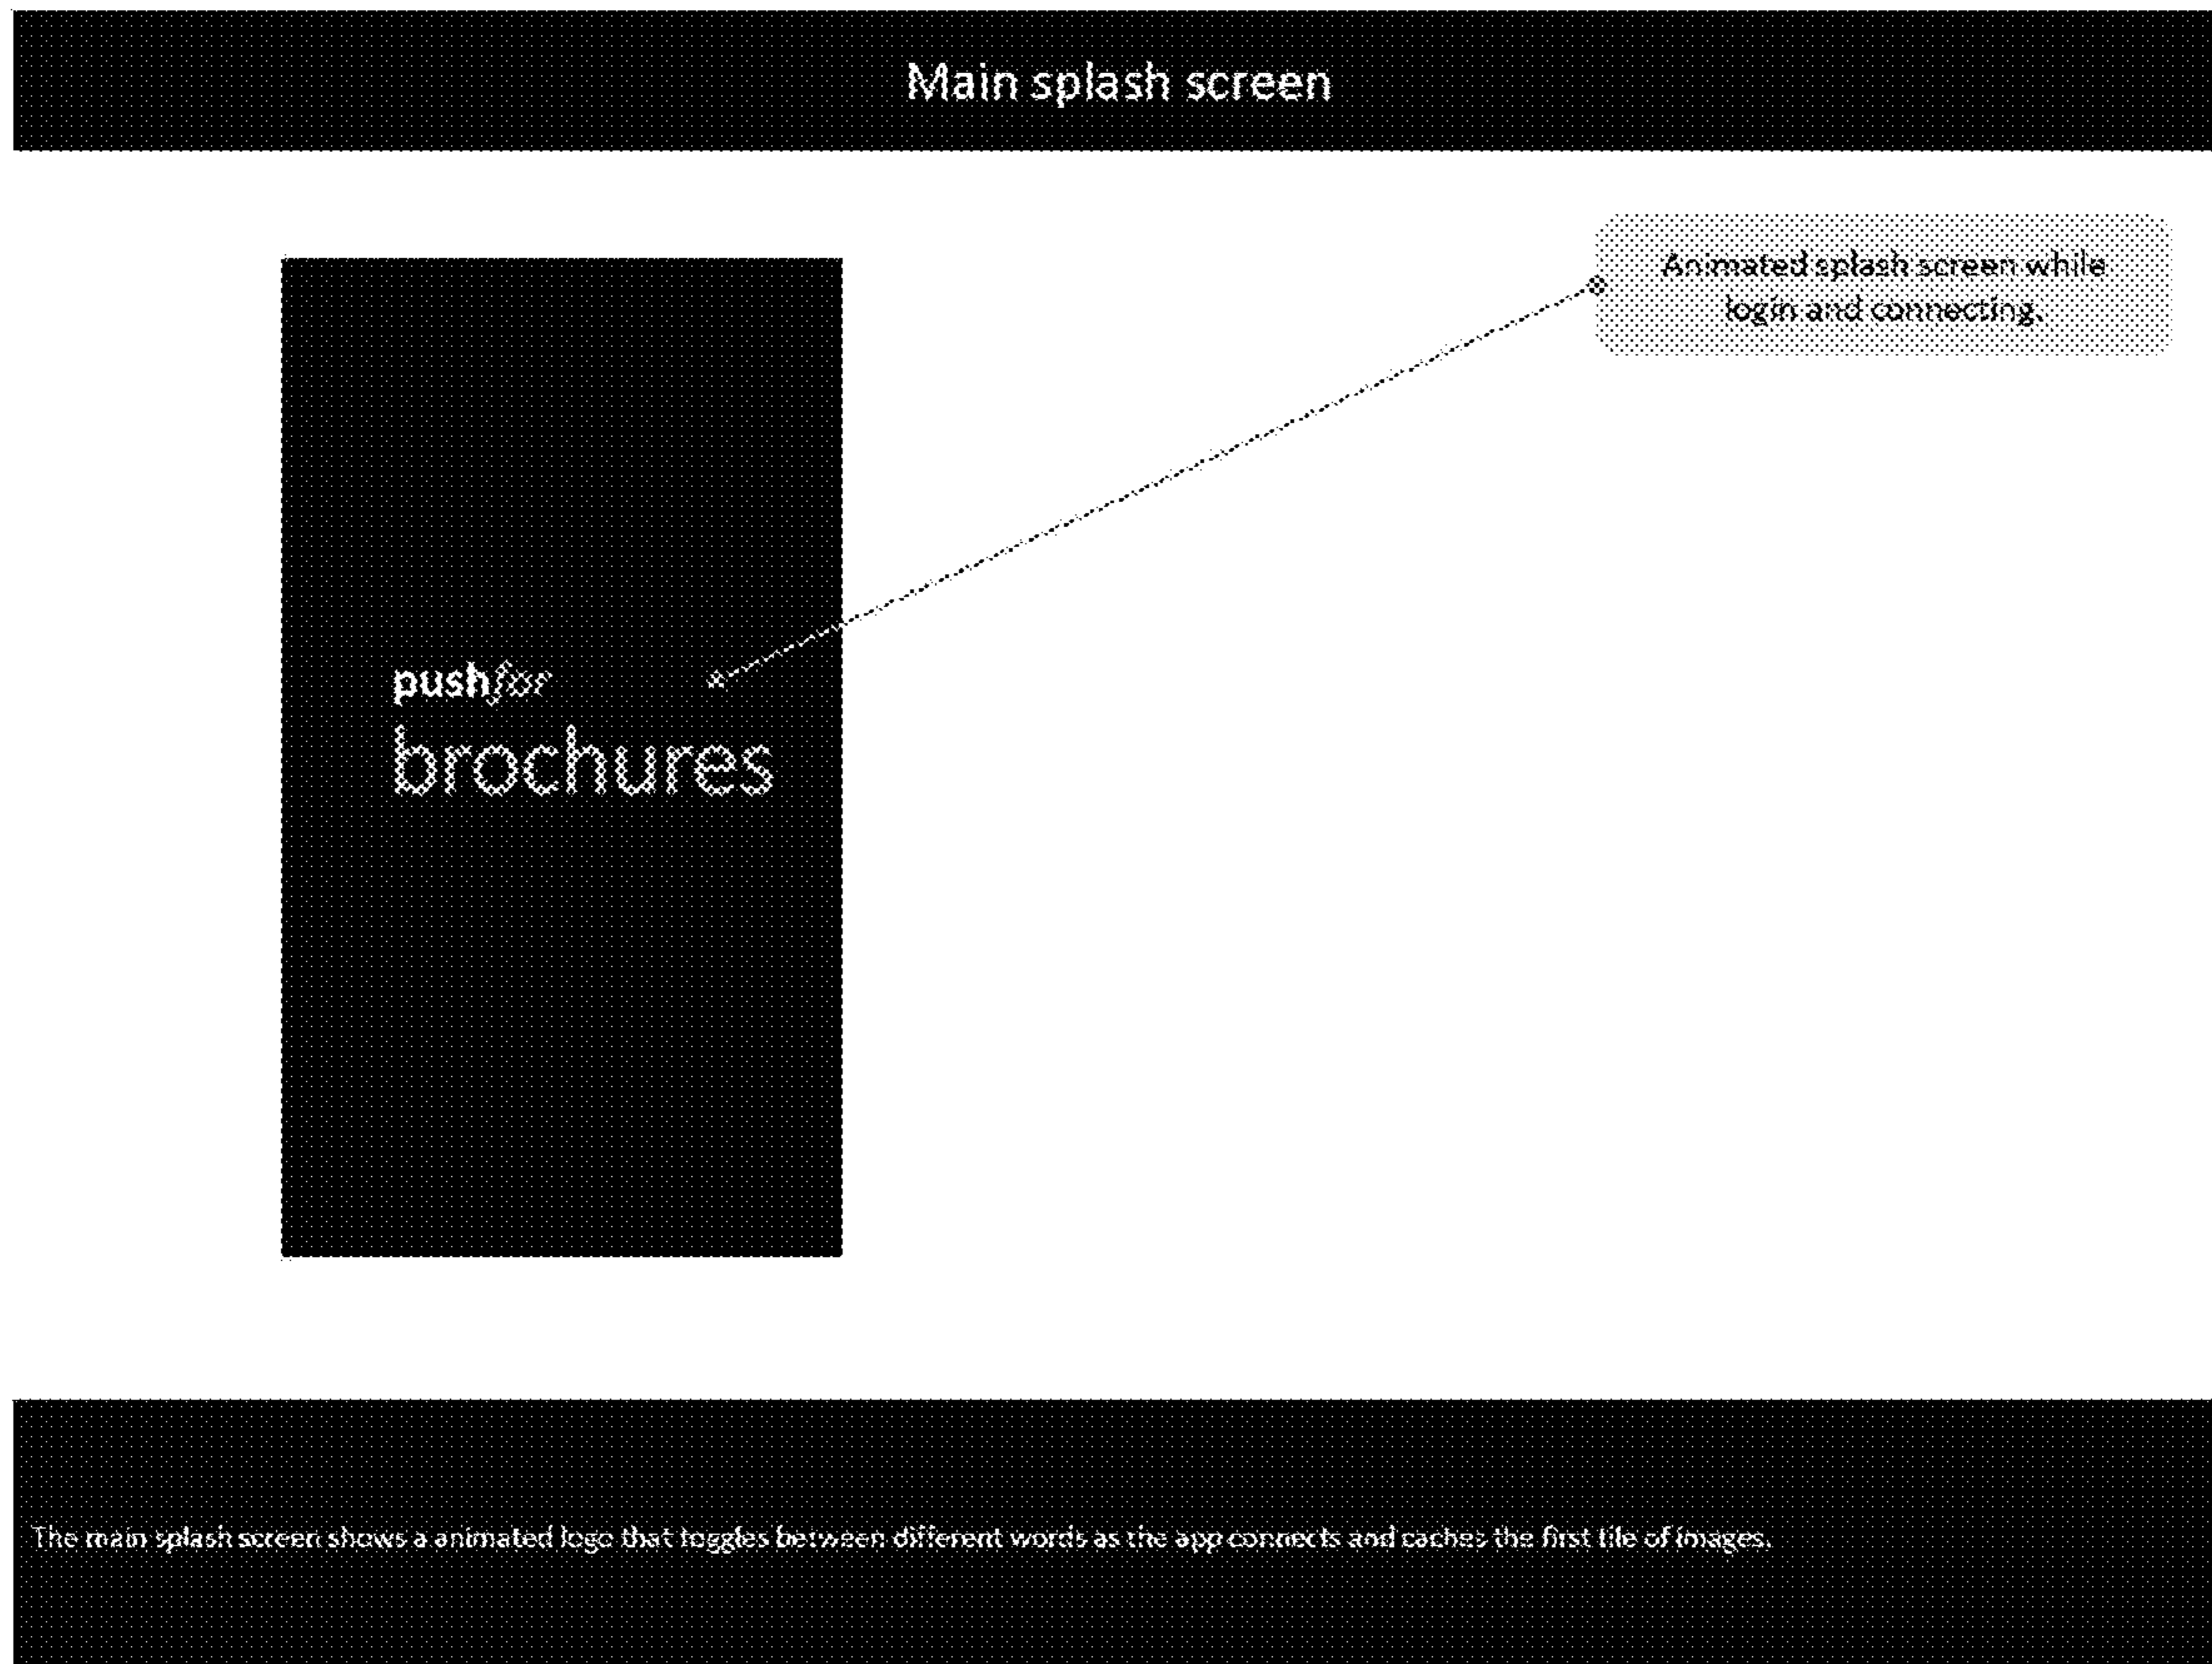 Main splash screen
Animated splash screen while
login and connecting.
pushfor
brochures
The main splash screen shows a animated logo that toggles between different words as the app connects and caches the first tile of images.